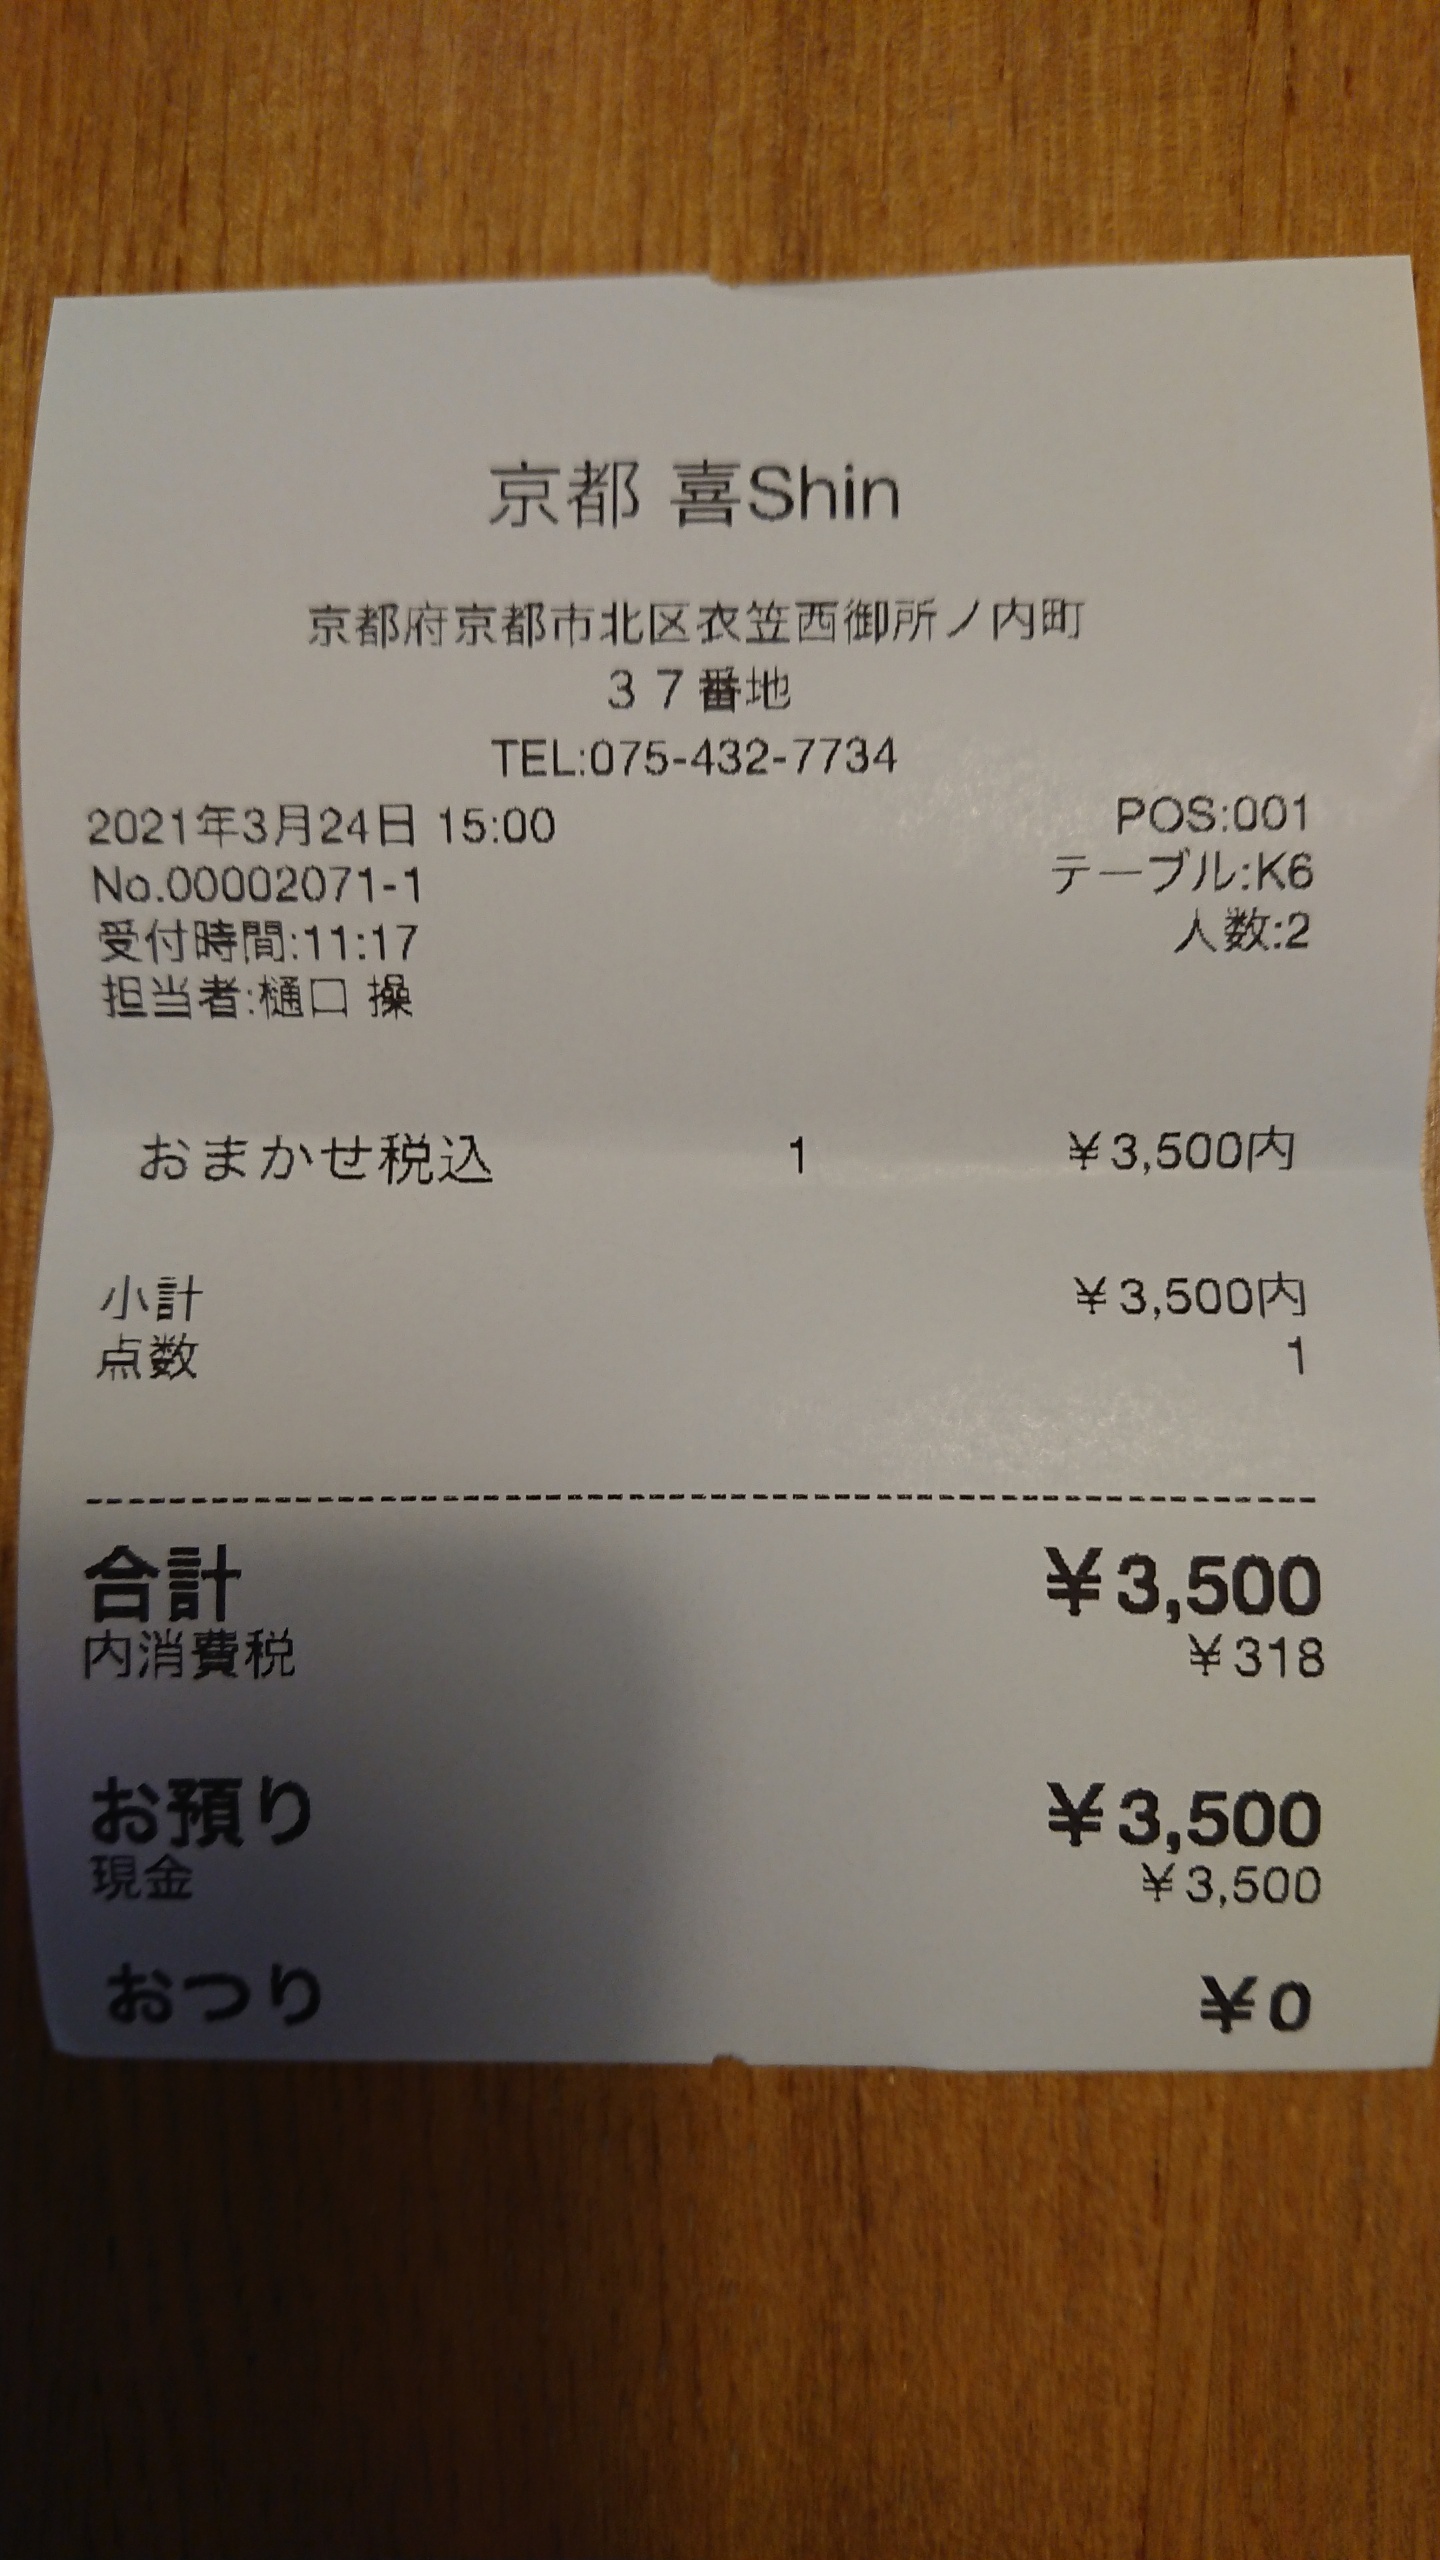 京都 喜Shin
京都府京都市北区衣笠西御所ノ内町
３７番地
TEL:075-432-7734
2021年3月24日 15:00 POS:001
No.00002071-1 テーブル:K6
受付時間:11:17 人数:2
担当者:樋口 操
おまかせ税込 1 ¥3,500内
小計 ¥3,500内
点数 1
合計 ¥3,500
内消費税 ¥318
お預り ¥3,500
現金 ¥3,500
おつり ¥0